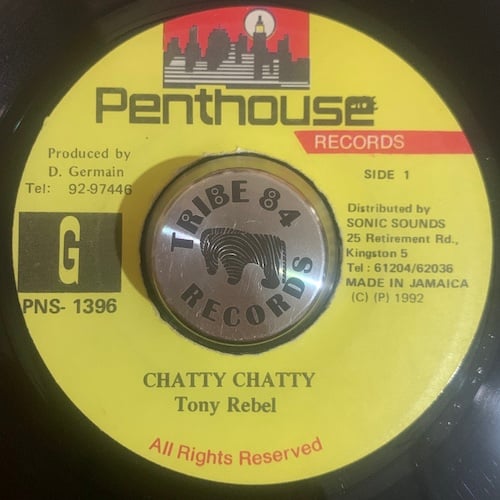 Penthouse
RECORDS
Produced by
D. Germain
Tel: 92-97446
SIDE 1
G
PNS- 1396
TRIBE 84
RECORDS
Distributed by
SONIC SOUNDS
25 Retirement Rd.,
Kingston 5
Tel : 61204/62036
MADE IN JAMAICA
(C) (P) 1992
CHATTY CHATTY
Tony Rebel
All Rights Reserved